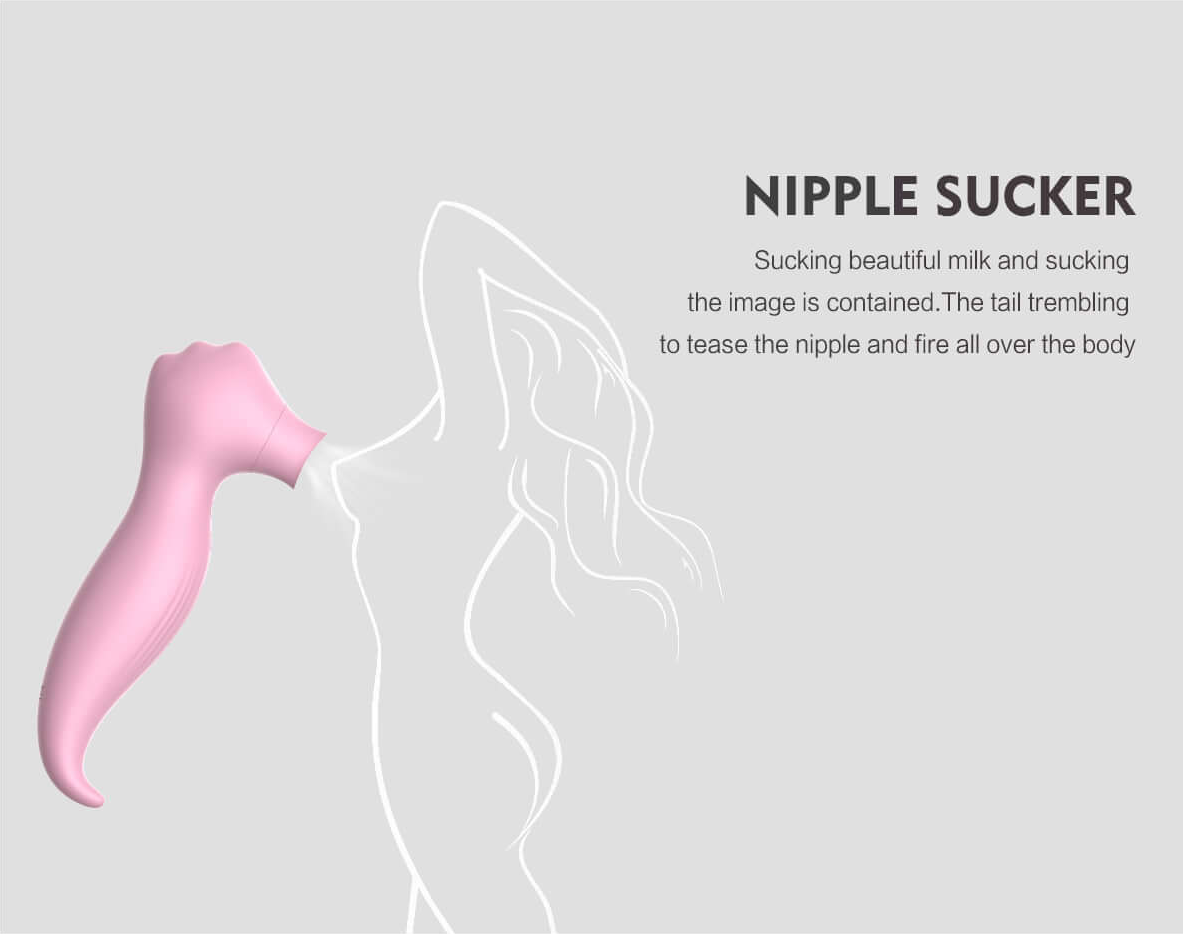 NIPPLE SUCKER
Sucking beautiful milk and sucking
the image is contained.The tail trembling
to tease the nipple and fire all over the body